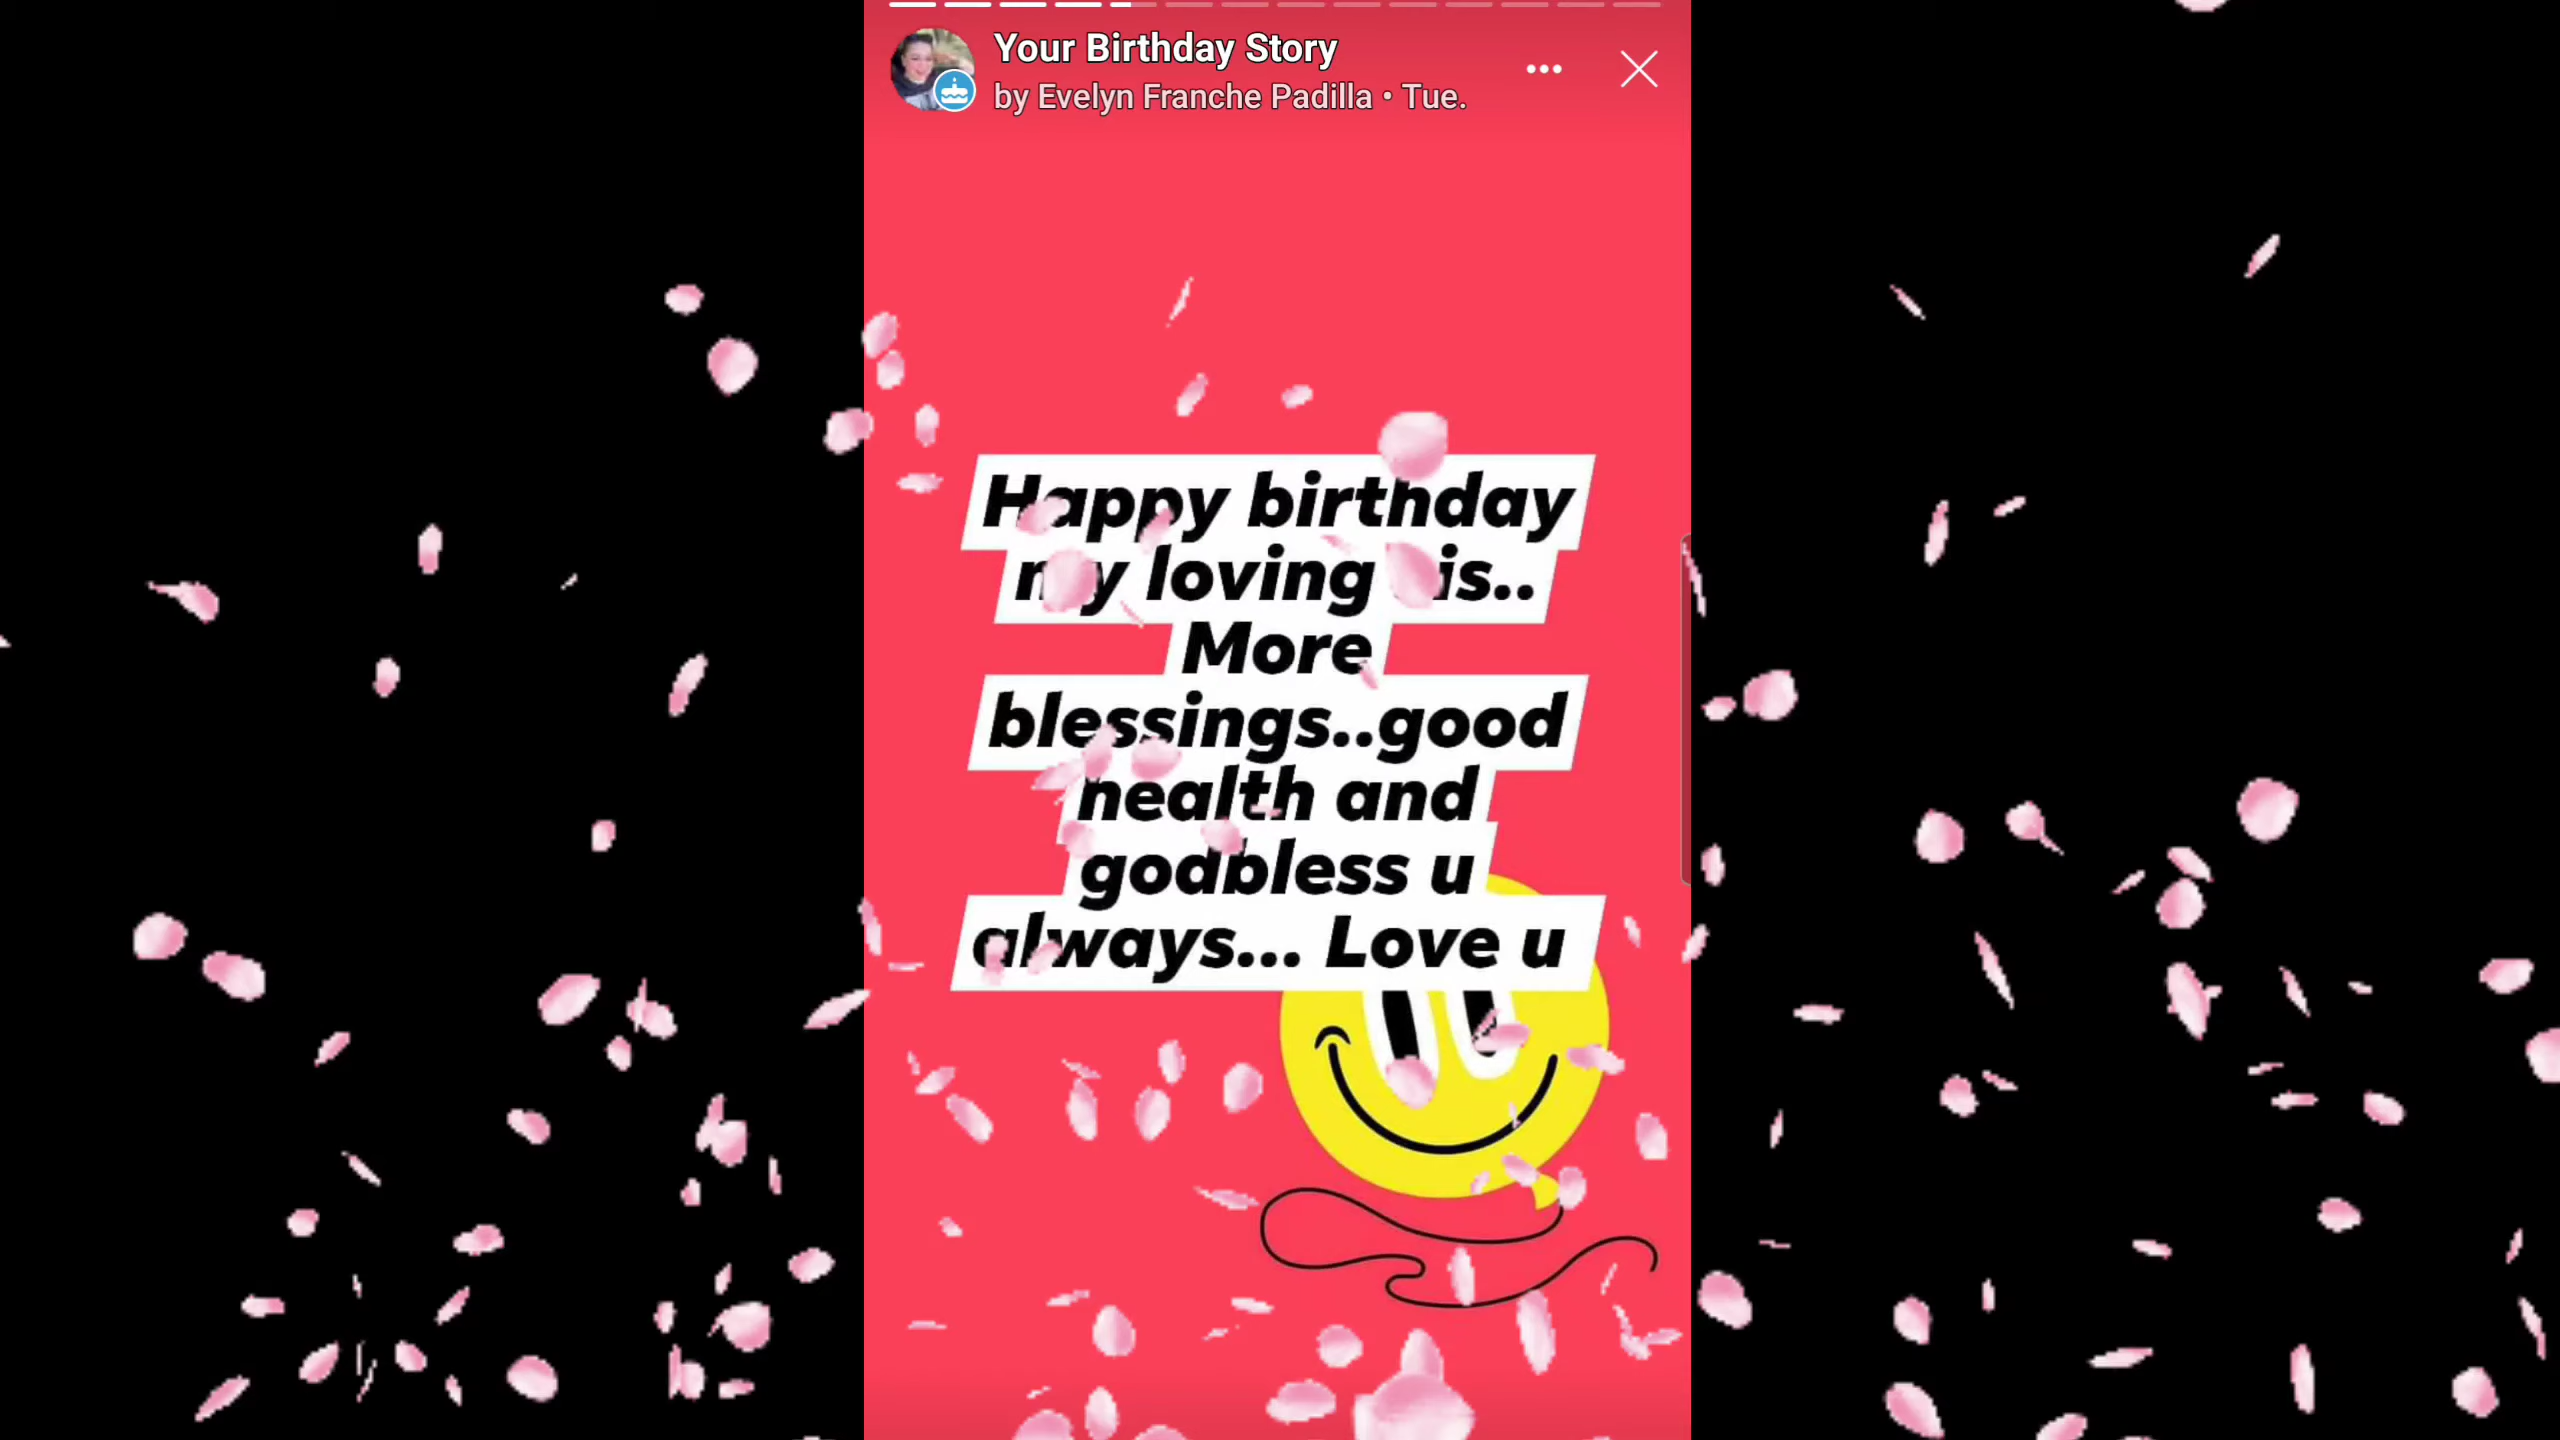 Your Birthday Story
by Evelyn Franche Padilla • Tue.
Happy birthday
my loving
More
blessings..good
health and
godbless u
always... Love u